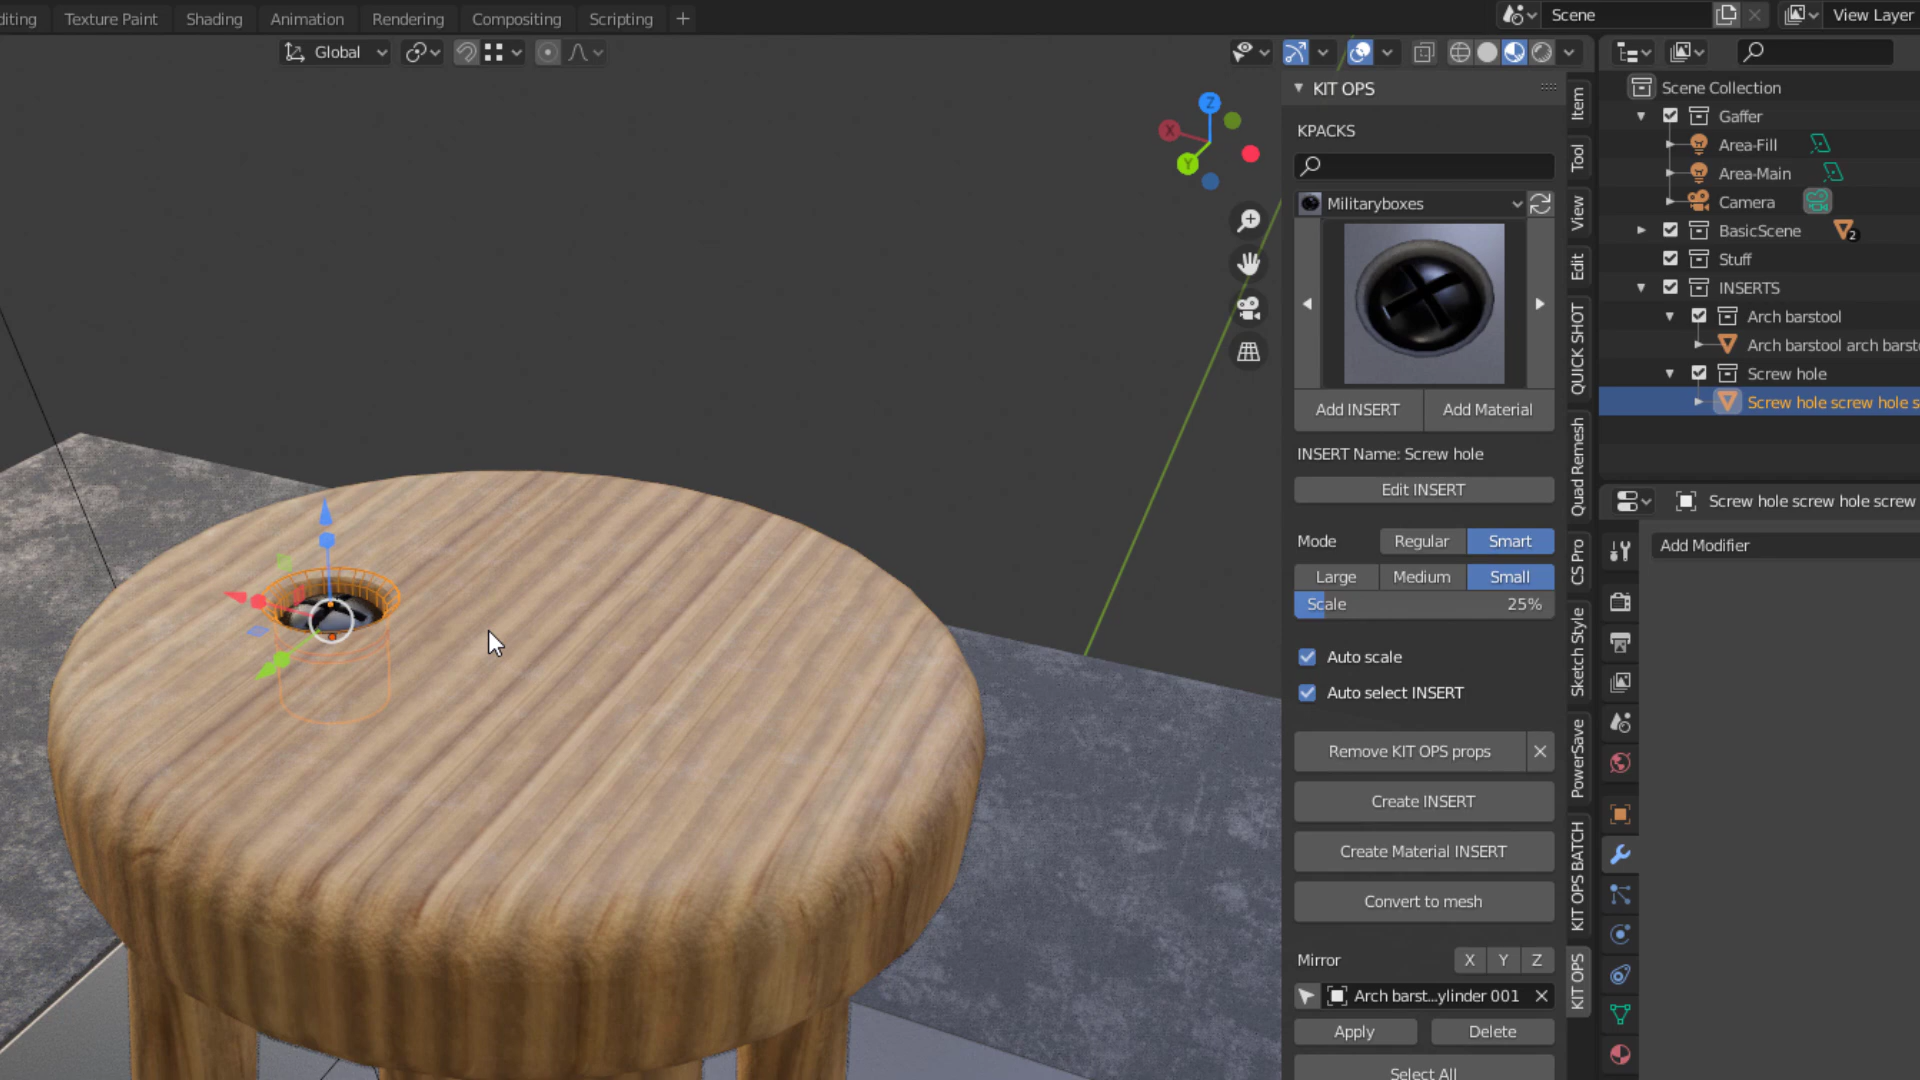 diting
Texture Paint
Shading
Animation
Rendering
Compositing
Scripting
+
Scene
View Layer
Global
KIT OPS
Item
Tool
View
Edit
QUICK SHOT
Quad Remesh
CS Pro
Sketch Style
PowerSave
KIT OPS BATCH
KIT OPS
X
Y
Z
KPACKS
Militaryboxes
Add INSERT
Add Material
INSERT Name: Screw hole
Edit INSERT
Mode
Regular
Smart
Large
Medium
Small
Scale
25%
Auto scale
Auto select INSERT
Remove KIT OPS props
Create INSERT
Create Material INSERT
Convert to mesh
Mirror
X
Y
Z
Arch barst...ylinder 001
Apply
Delete
Select All
Scene Collection
Gaffer
Area-Fill
Area-Main
Camera
BasicScene
2
Stuff
INSERTS
Arch barstool
Arch barstool arch barst
Screw hole
Screw hole screw hole s
Screw hole screw hole screw
Add Modifier